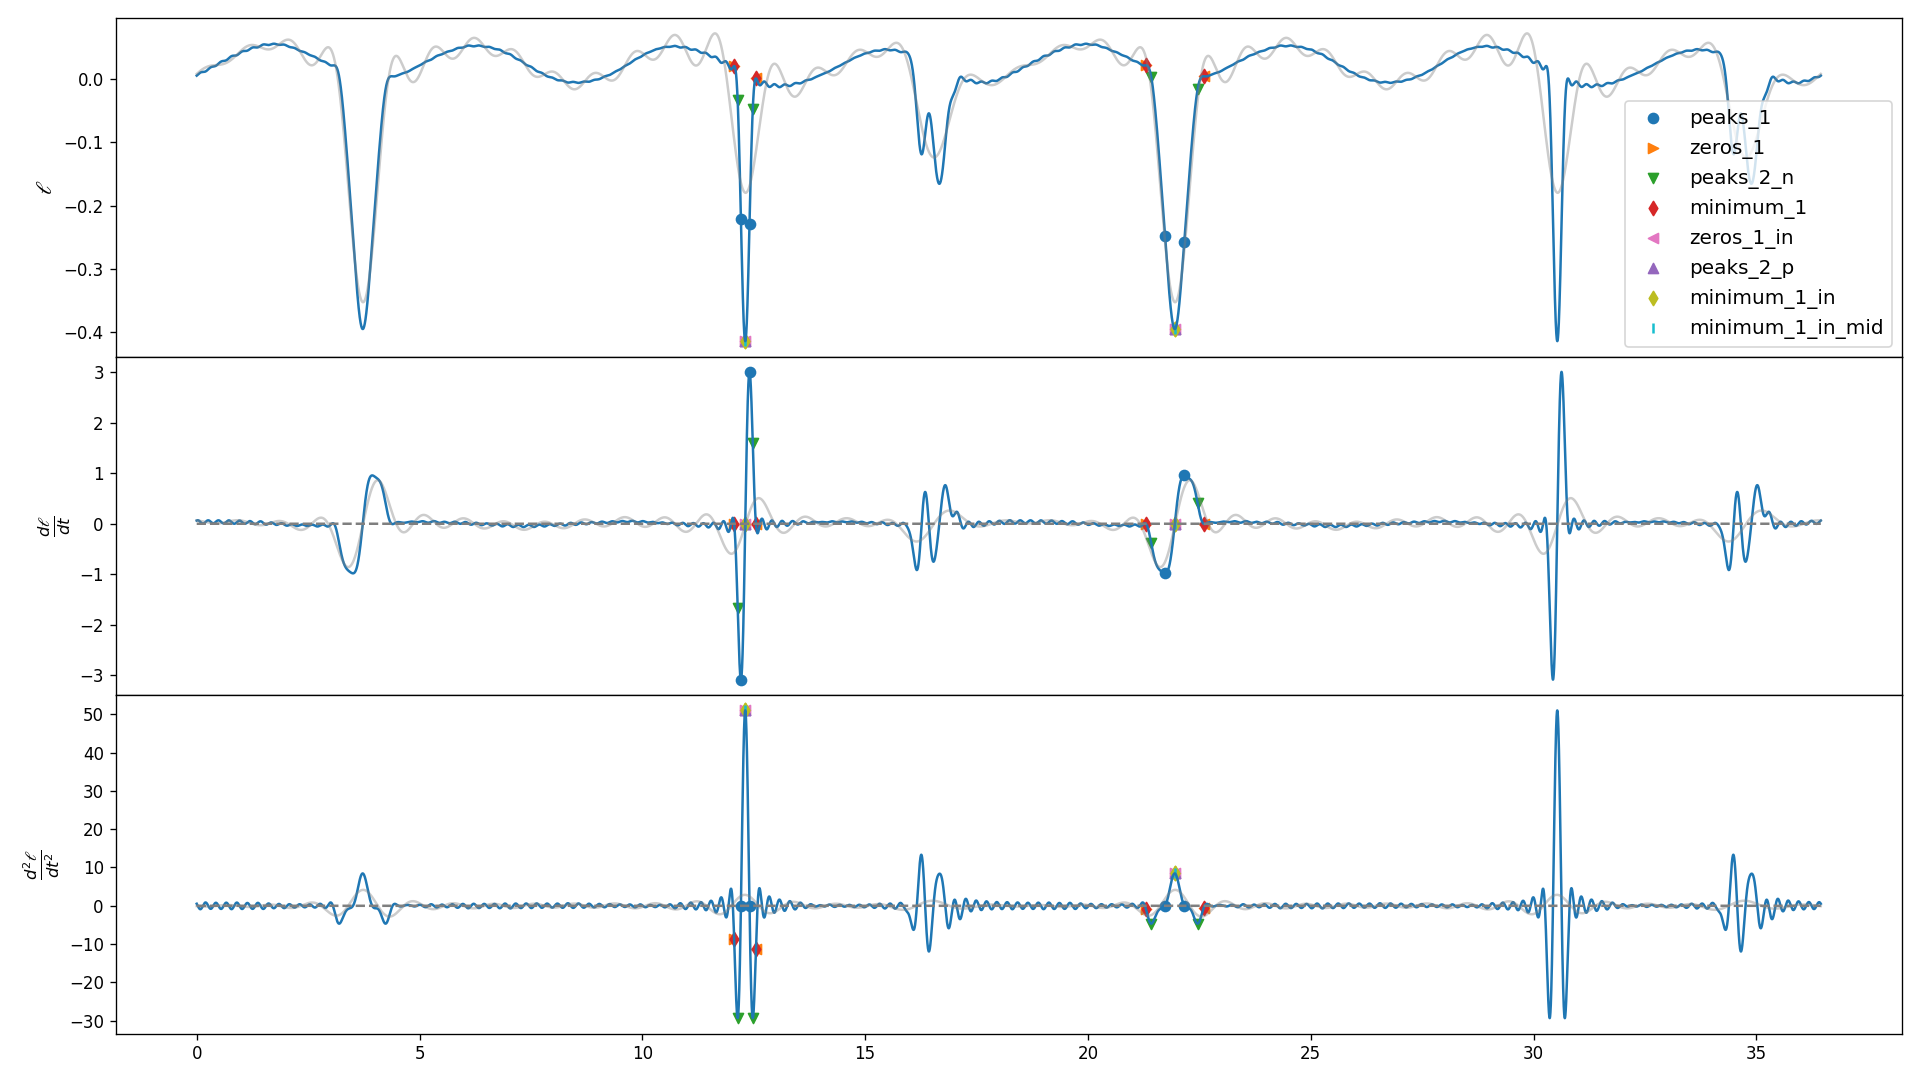 0.0
−0.1
−0.2
−0.3
−0.4
ℓ
peaks_1
zeros_1
peaks_2_n
minimum_1
zeros_1_in
peaks_2_p
minimum_1_in
minimum_1_in_mid
3
2
1
0
−1
−2
−3
dℓ/dt
50
40
30
20
10
0
−10
−20
−30
d²ℓ/dt²
0 5 10 15 20 25 30 35